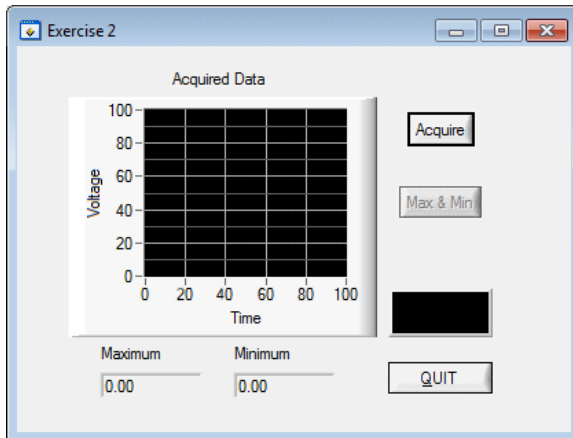 Exercise 2
Acquired Data
100
80
60
40
20
0
Voltage
0 20 40 60 80 100
Time
Acquire
Max & Min
Maximum Minimum
0.00 0.00
QUIT